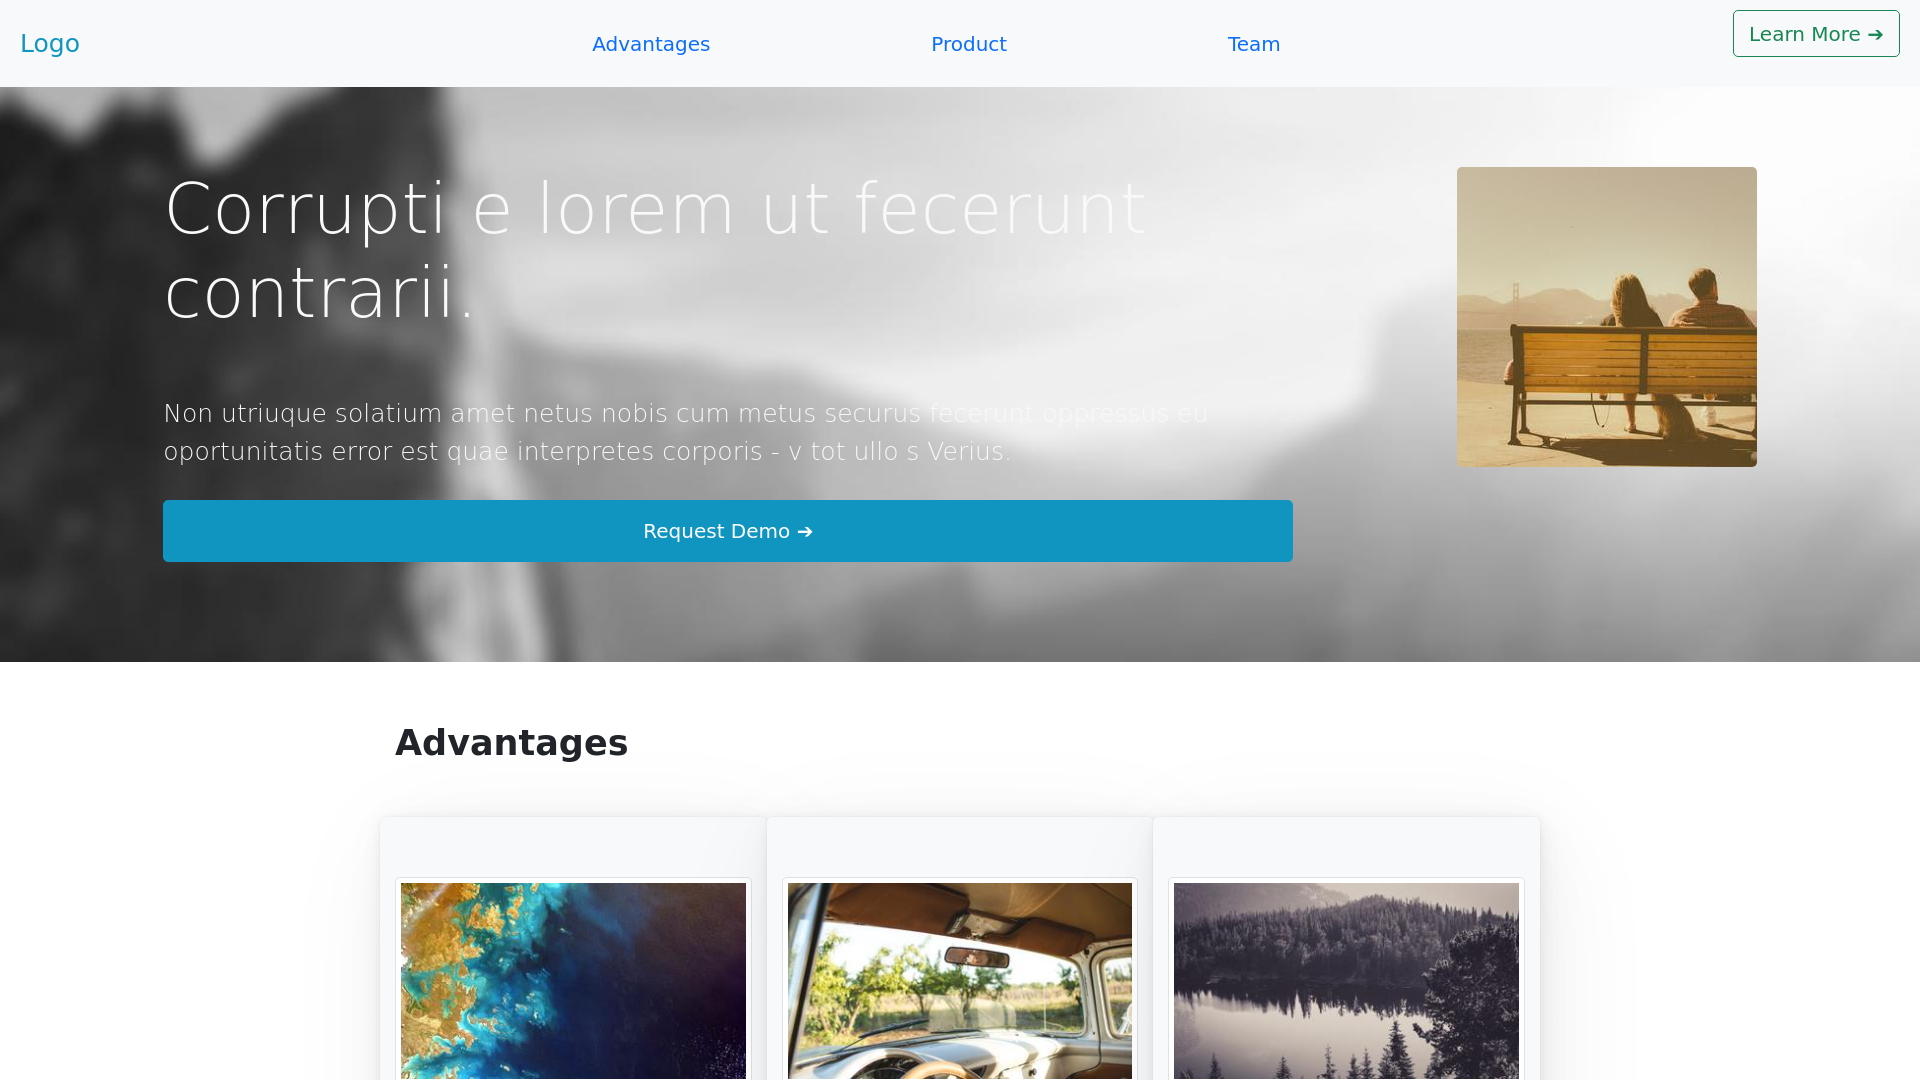 Logo
Advantages
Product
Team
Learn More ➔
Corrupti e lorem ut fecerunt
contrarii.
Non utriuque solatium amet netus nobis cum metus securus fecerunt oppressus eu
oportunitatis error est quae interpretes corporis - v tot ullo s Verius.
Request Demo ➔
Advantages